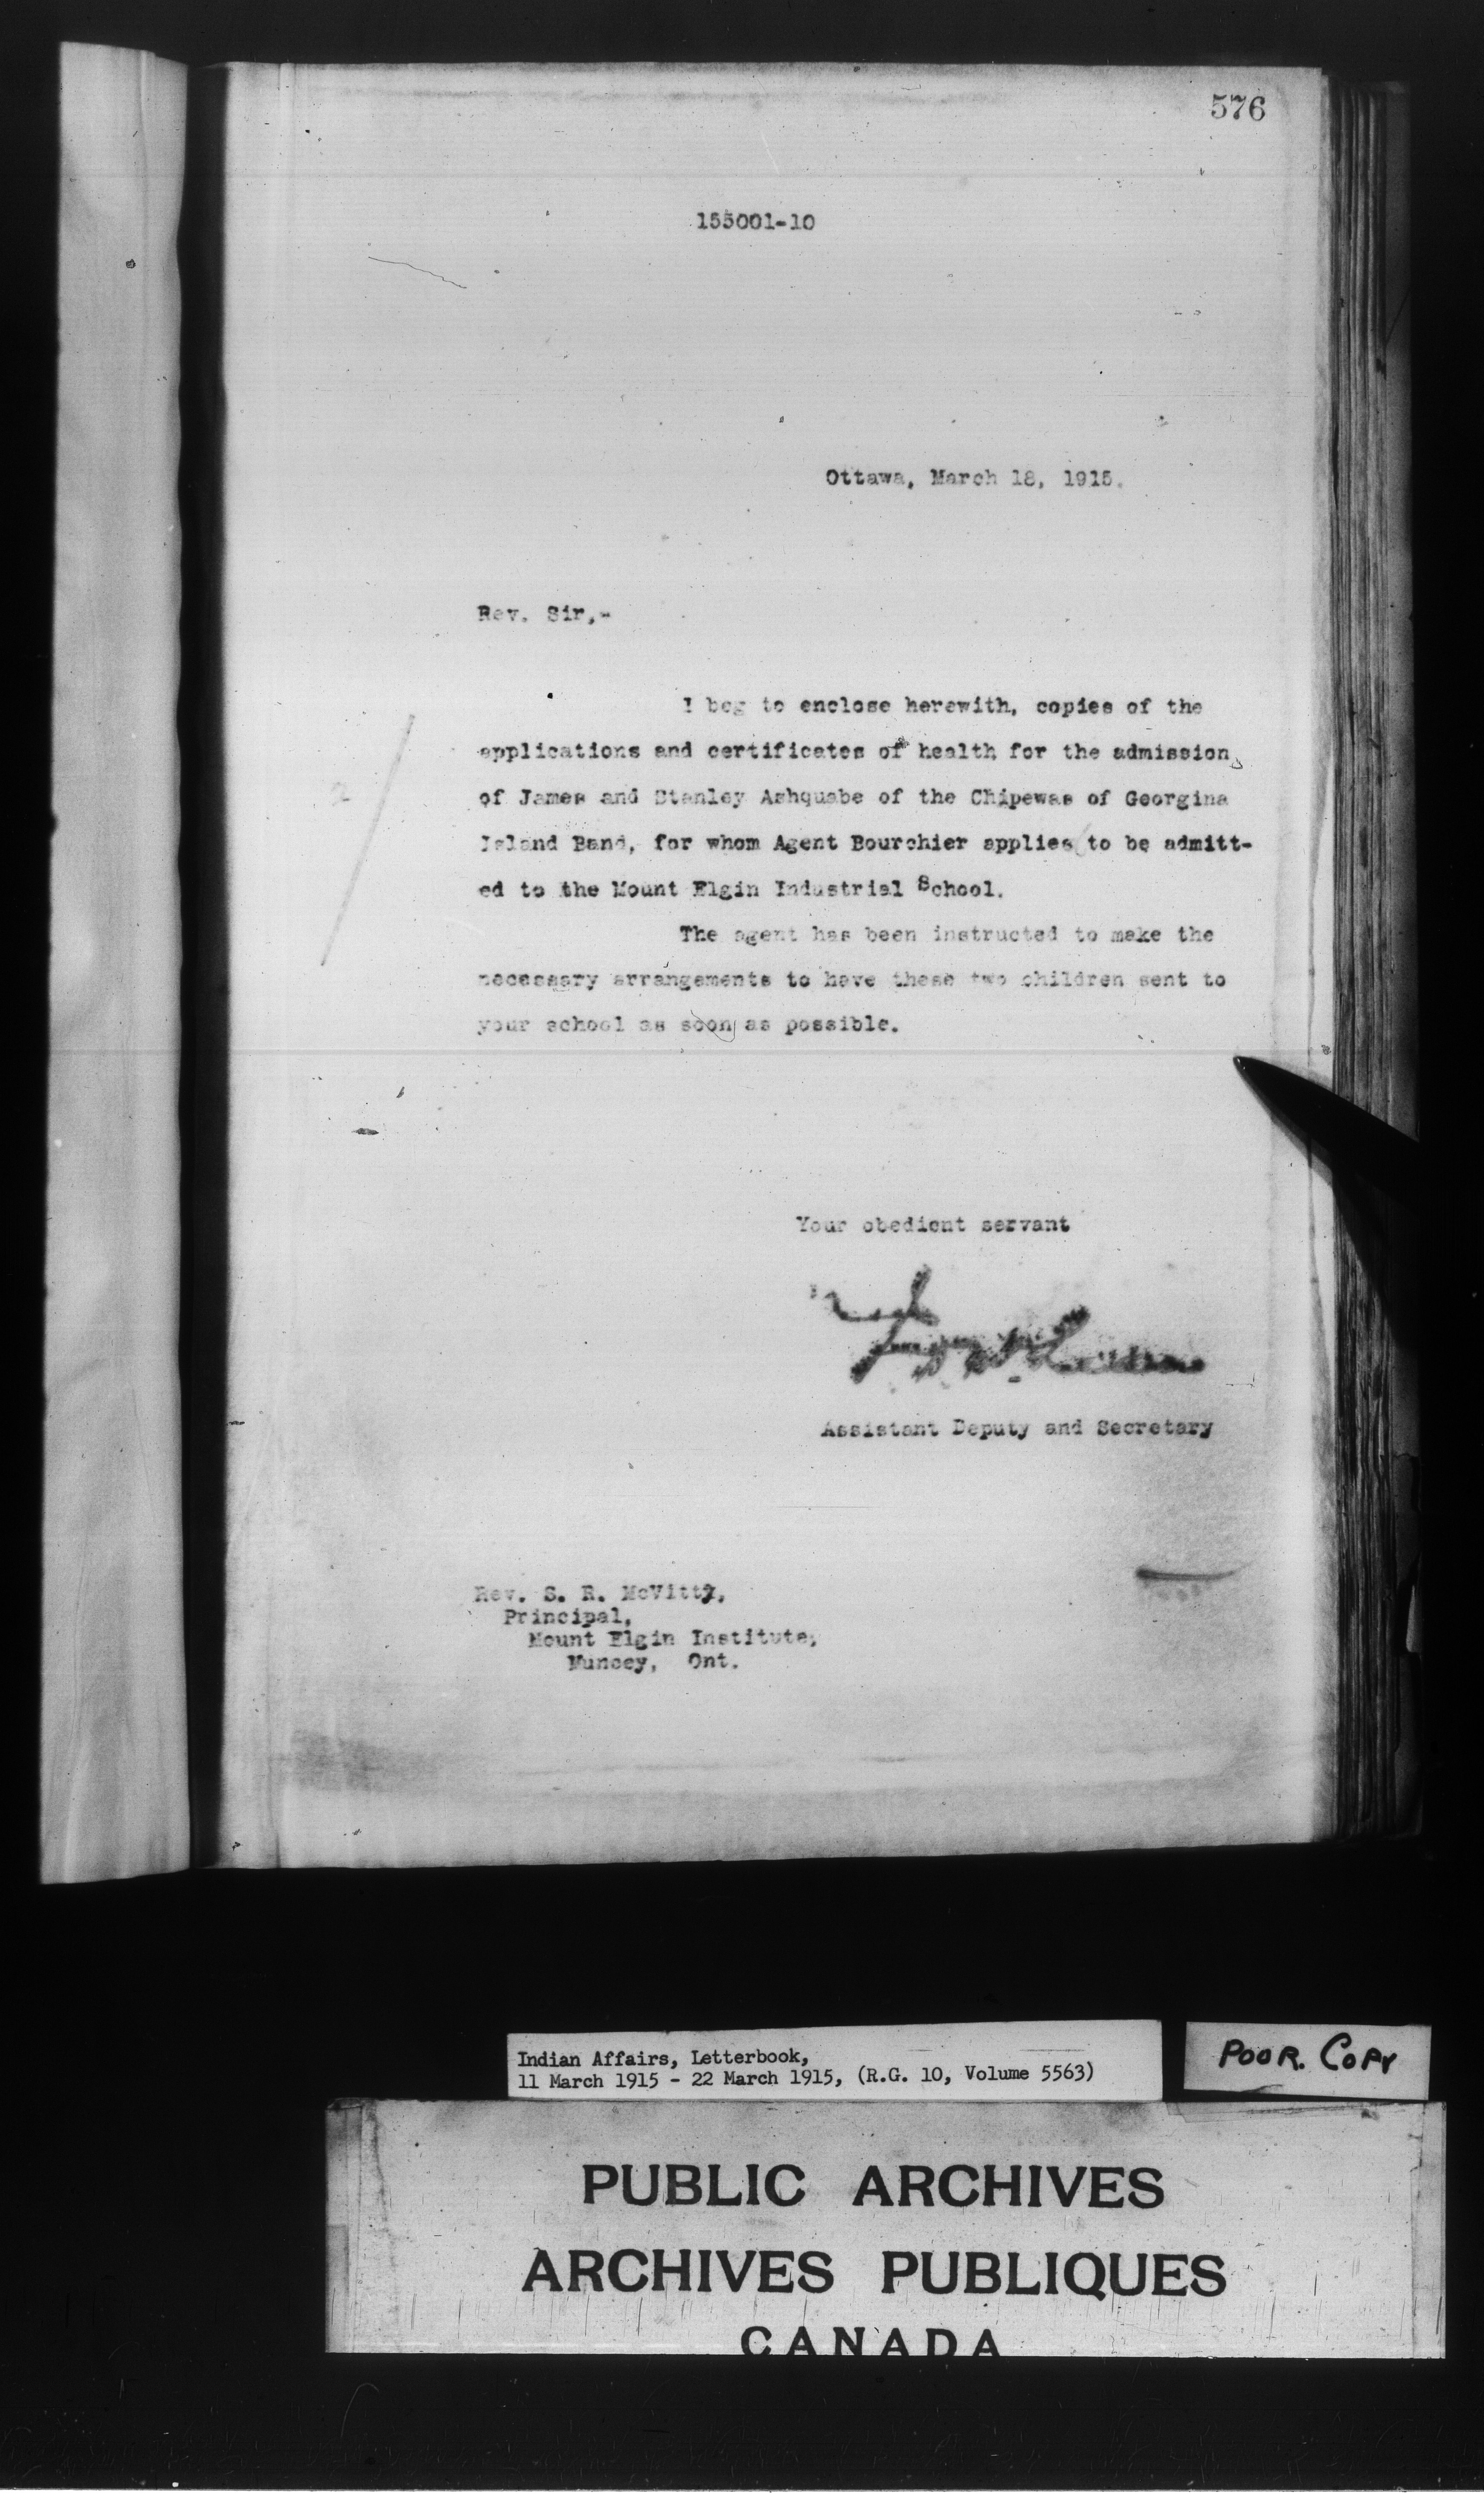 576
155001-10
Ottawa, March 18, 1915.
Rev. Sir,-
I beg to enclose herewith, copies of the
applications and certificates of health for the admission
of James and Stanley Ashquabe of the Chipewas of Georgina
Island Band, for whom Agent Bourchier applies to be admitt-
ed to the Mount Elgin Industrial School.
The agent has been instructed to make the
necessary arrangements to have these two children sent to
your school as soon as possible.
Your obedient servant
Assistant Deputy and Secretary
Rev. S. R. McVitty,
Principal,
Mount Elgin Institute,
Muncey, Ont.
Indian Affairs, Letterbook,
11 March 1915 - 22 March 1915, (R.G. 10, Volume 5563)
POOR. COPY
PUBLIC ARCHIVES
ARCHIVES PUBLIQUES
CANADA